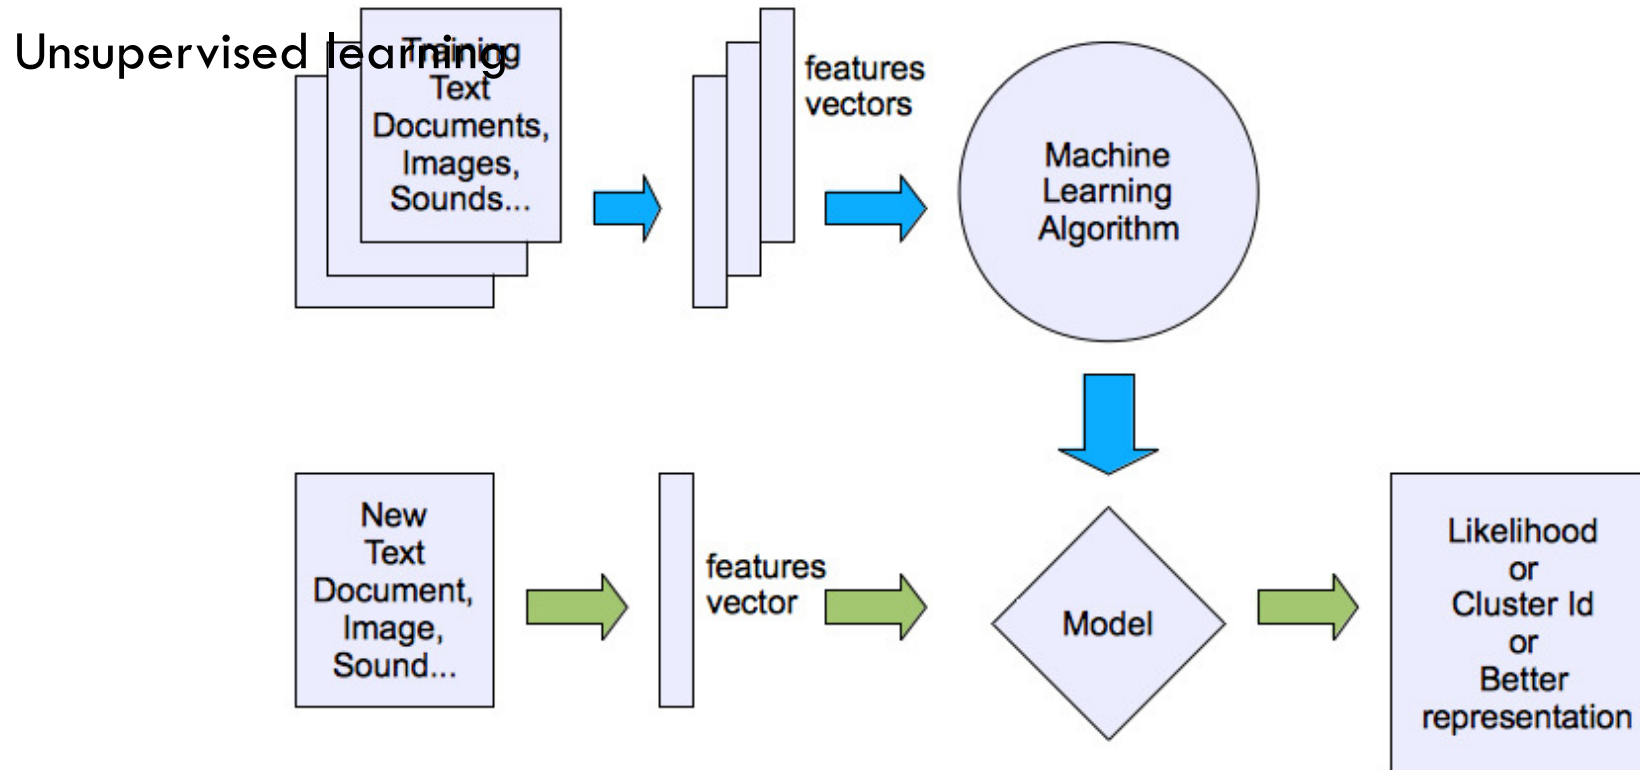 Unsupervised learning
Training
Text
Documents,
Images,
Sounds...
features
vectors
Machine
Learning
Algorithm
New
Text
Document,
Image,
Sound...
features
vector
Model
Likelihood
or
Cluster Id
or
Better
representation